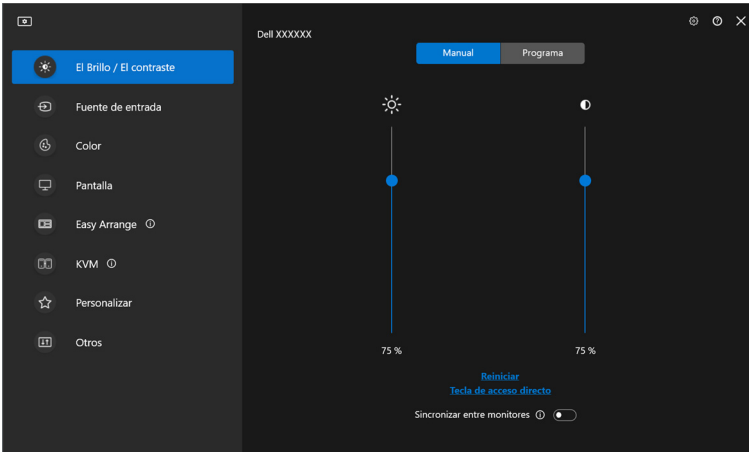 Dell XXXXXX
Manual
Programa
El Brillo / El contraste
Fuente de entrada
Color
Pantalla
Easy Arrange
KVM
Personalizar
Otros
75 %
75 %
Reiniciar
Tecla de acceso directo
Sincronizar entre monitores